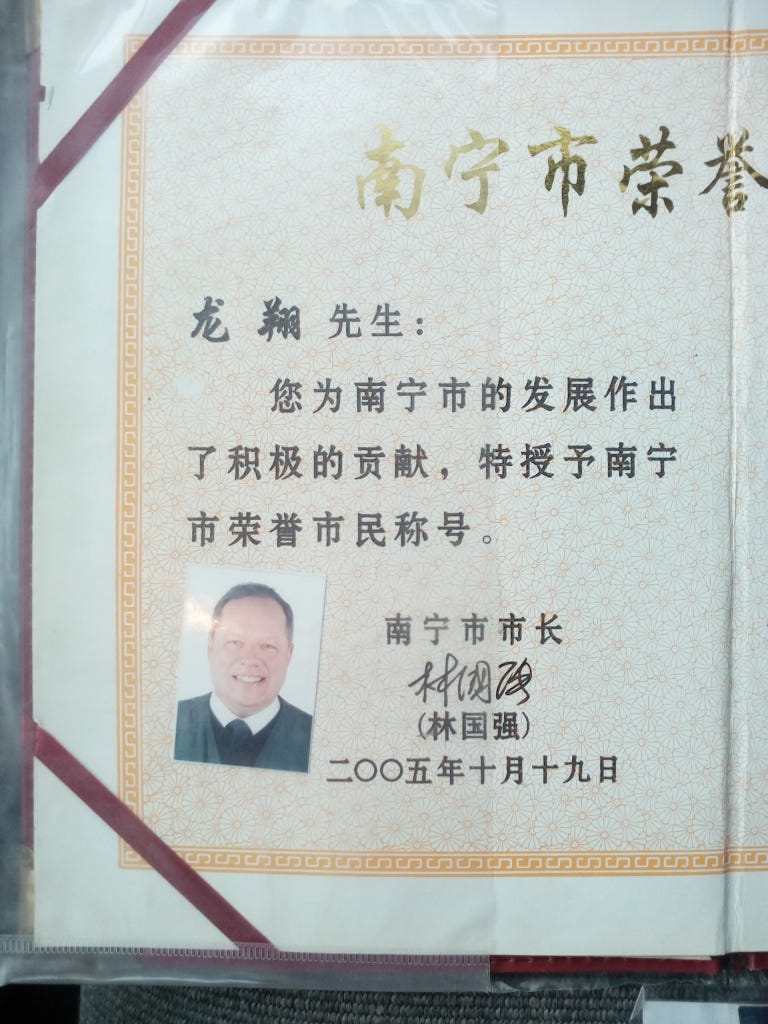 南宁市荣誉
龙翔 先生：
您为南宁市的发展作出
了积极的贡献，特授予南宁
市荣誉市民称号。
南宁市市长
林国强
(林国强)
二〇〇五年十月十九日